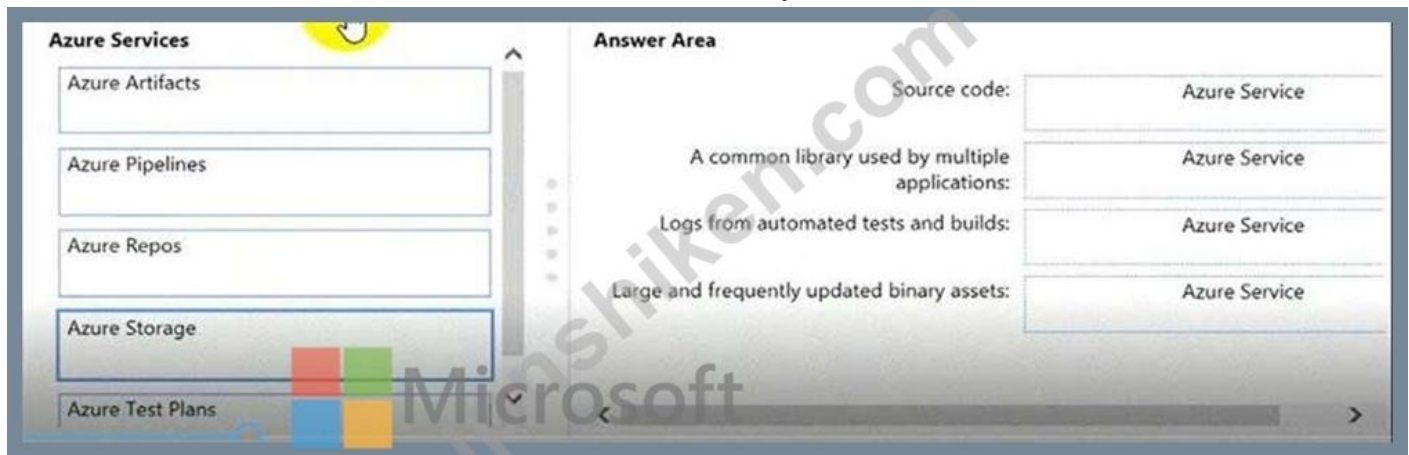 Azure Services
Azure Artifacts
Azure Pipelines
Azure Repos
Azure Storage
Azure Test Plans
Answer Area
Source code:
Azure Service
A common library used by multiple
applications:
Azure Service
Logs from automated tests and builds:
Azure Service
Large and frequently updated binary assets:
Azure Service
Microsoft